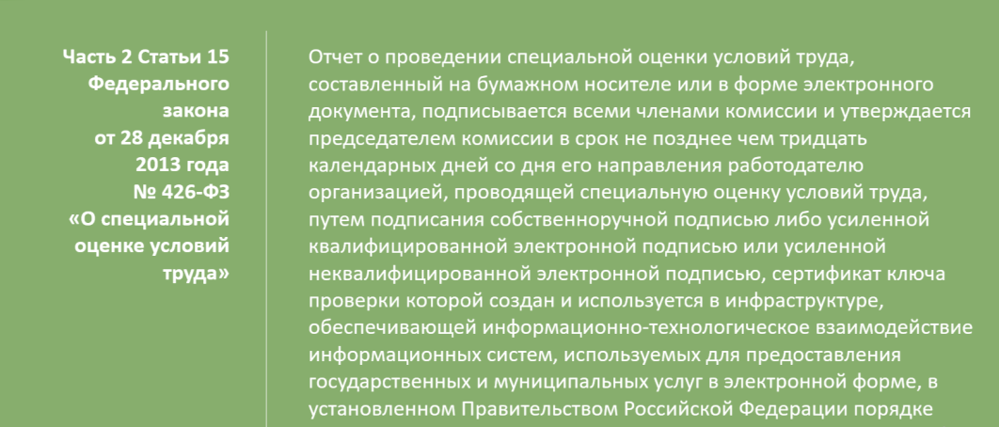 Часть 2 Статьи 15
Федерального
закона
от 28 декабря
2013 года
№ 426-ФЗ
«О специальной
оценке условий
труда»
Отчет о проведении специальной оценки условий труда,
составленный на бумажном носителе или в форме электронного
документа, подписывается всеми членами комиссии и утверждается
председателем комиссии в срок не позднее чем тридцать
календарных дней со дня его направления работодателю
организацией, проводящей специальную оценку условий труда,
путем подписания собственноручной подписью либо усиленной
квалифицированной электронной подписью или усиленной
неквалифицированной электронной подписью, сертификат ключа
проверки которой создан и используется в инфраструктуре,
обеспечивающей информационно-технологическое взаимодействие
информационных систем, используемых для предоставления
государственных и муниципальных услуг в электронной форме, в
установленном Правительством Российской Федерации порядке